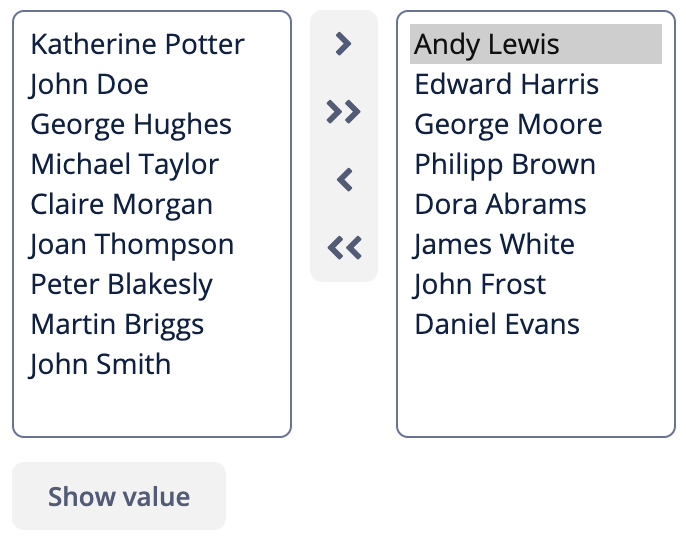 Katherine Potter
John Doe
George Hughes
Michael Taylor
Claire Morgan
Joan Thompson
Peter Blakesly
Martin Briggs
John Smith
Andy Lewis
Edward Harris
George Moore
Philipp Brown
Dora Abrams
James White
John Frost
Daniel Evans
Show value